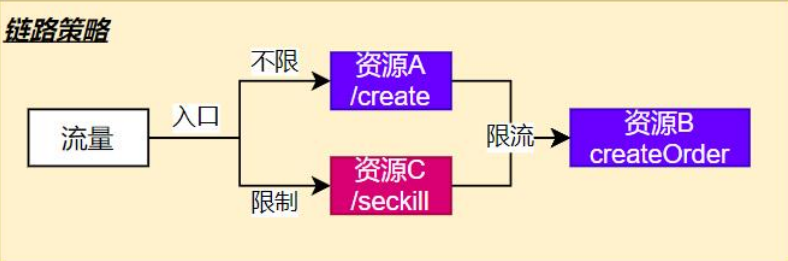 链路策略
流量
入口
不限
资源A
/create
限制
资源C
/seckill
限流
资源B
createOrder